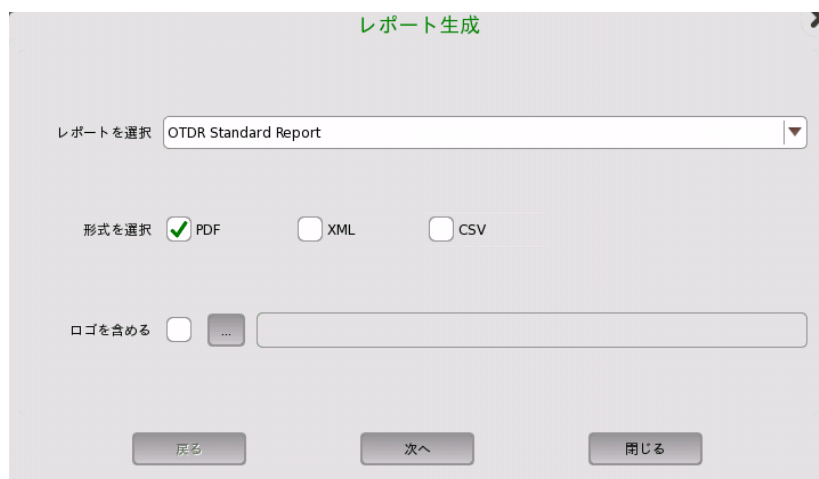 レポート生成
レポートを選択 OTDR Standard Report
形式を選択 PDF XML CSV
ロゴを含める ...
戻る 次へ 閉じる